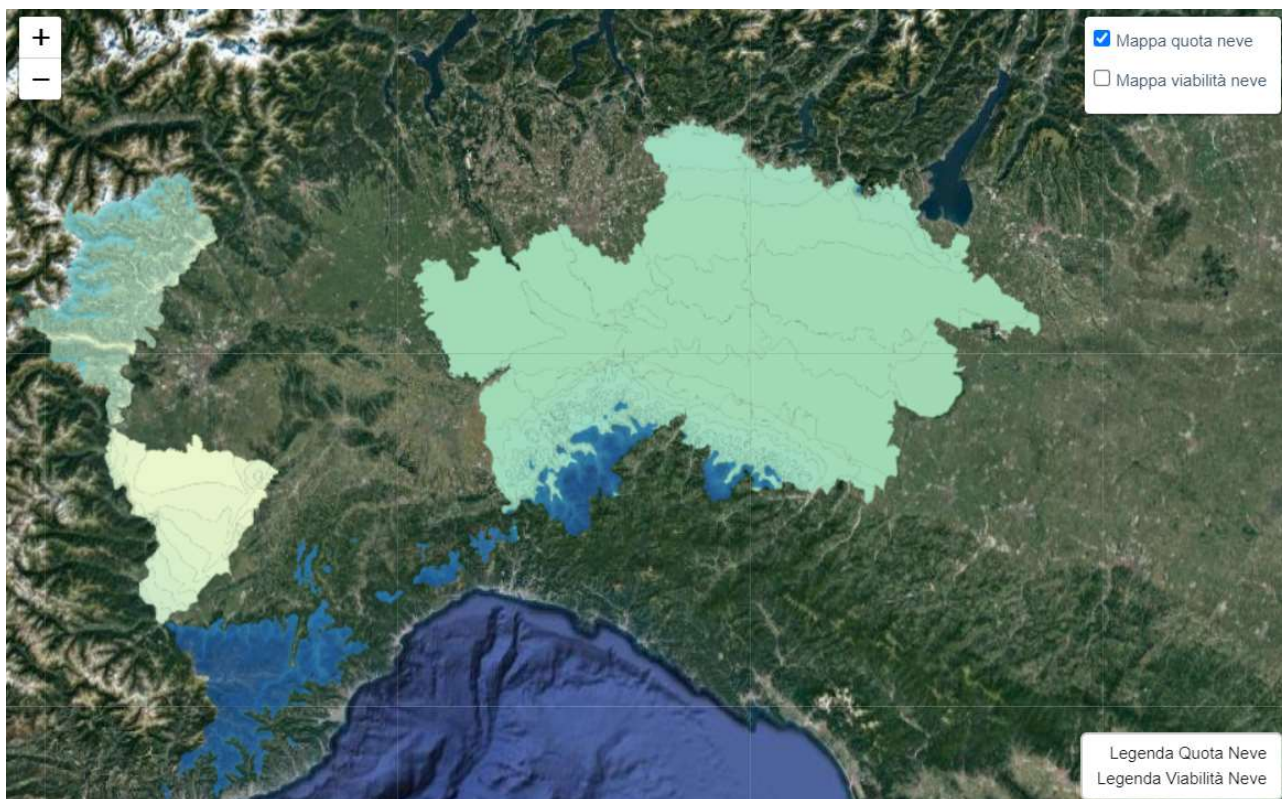 +
−
Mappa quota neve
Mappa viabilità neve
Legenda Quota Neve
Legenda Viabilità Neve